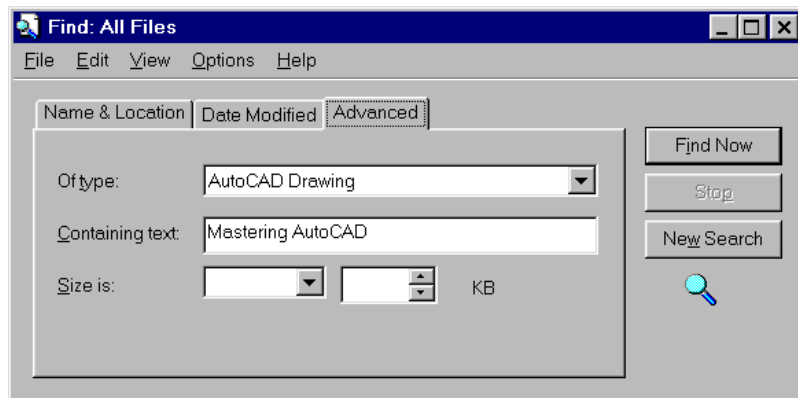 Find: All Files
File Edit View Options Help
Name & Location Date Modified Advanced
Find Now
Of type: AutoCAD Drawing
Stop
Containing text: Mastering AutoCAD
New Search
Size is: KB